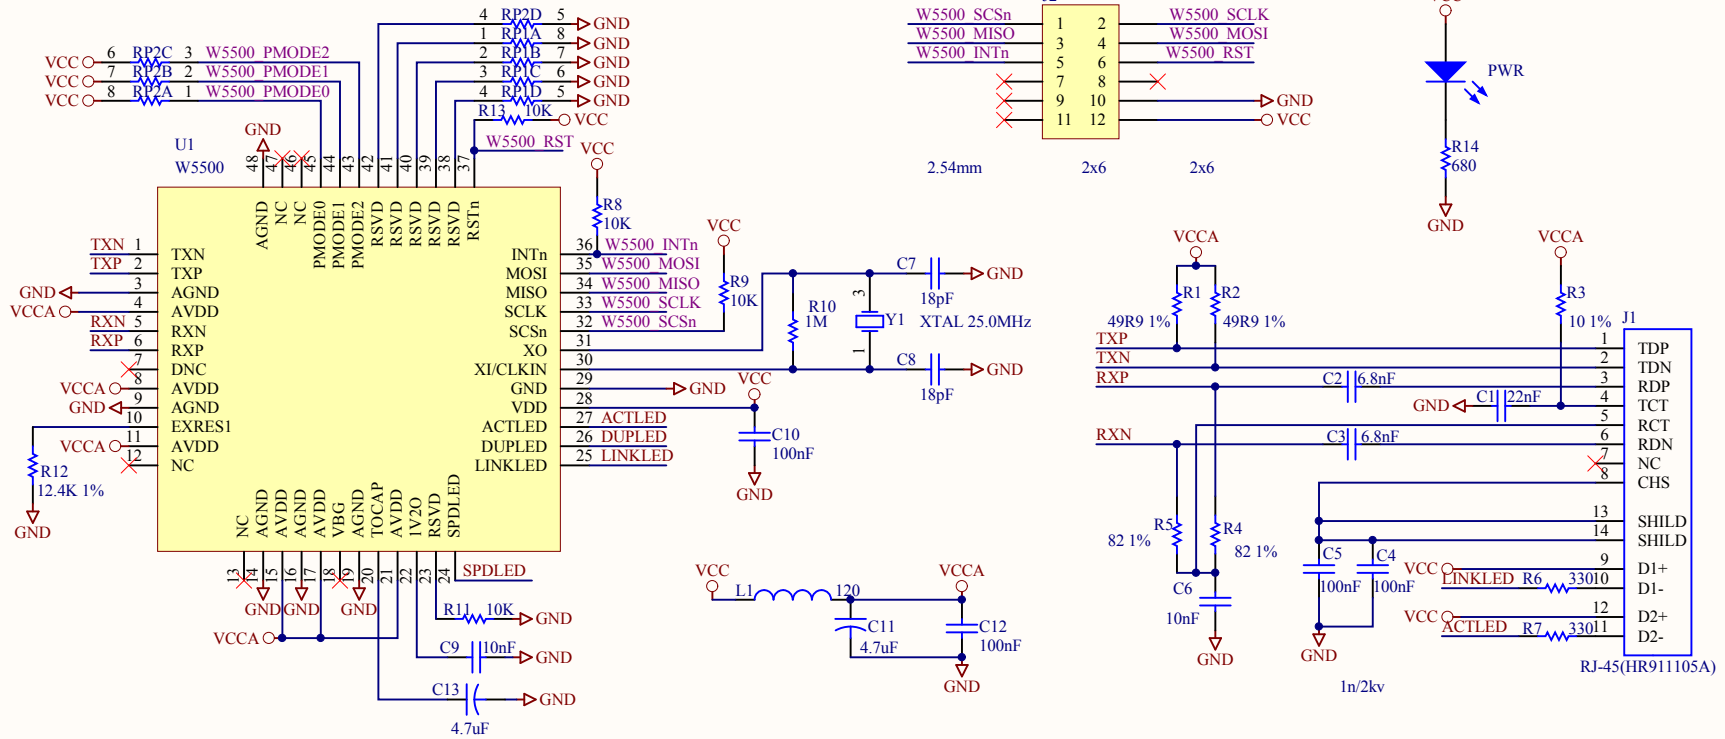 4 RP2D 5 GND
1 RP1A 8 GND
2 RP1B 7 GND
3 RP1C 6 GND
4 RP1D 5 GND
R13 10K VCC
W5500_RST
VCC 6 RP2C 3 W5500_PMODE2
VCC 7 RP2B 2 W5500_PMODE1
VCC 8 RP2A 1 W5500_PMODE0
GND
U1
W5500
48 47 46 45 44 43 42 41 40 39 38 37
AGND NC NC PMODE0 PMODE1 PMODE2 RSVD RSVD RSVD RSVD RSVD RSTn
TXN 1 TXN
TXP 2 TXP
GND 3 AGND
VCCA 4 AVDD
RXN 5 RXN
RXP 6 RXP
7 DNC
VCCA 8 AVDD
GND 9 AGND
10 EXRES1
VCCA 11 AVDD
12 NC
R12
12.4K 1%
GND
INTn 36 W5500_INTn
MOSI 35 W5500_MOSI
MISO 34 W5500_MISO
SCLK 33 W5500_SCLK
SCSn 32 W5500_SCSn
XO 31
XI/CLKIN 30
GND 29 GND
VDD 28
ACTLED 27 ACTLED
DUPLED 26 DUPLED
LINKLED 25 LINKLED
NC AGND AVDD AGND AVDD VBG AGND TOCAP AVDD 1V2O RSVD SPDLED
13 14 15 16 17 18 19 20 21 22 23 24
SPDLED
GND GND GND
VCCA
R11 10K GND
C9 10nF GND
C13 GND
4.7uF
VCC
R8
10K
VCC
R9
10K
R10
1M
3
Y1
1
XTAL 25.0MHz
C7 GND
18pF
C8 GND
18pF
VCC
C10
100nF
GND
VCC L1 120 VCCA
C11
4.7uF
C12
100nF
GND
W5500_SCSn 1 2 W5500_SCLK
W5500_MISO 3 4 W5500_MOSI
W5500_INTn 5 6 W5500_RST
7 8
9 10 GND
11 12 VCC
2.54mm 2x6 2x6
PWR
R14
680
GND
VCCA
R1 R2
49R9 1% 49R9 1%
VCCA
R3
10 1%
J1
TXP 1 TDP
TXN 2 TDN
RXP C2 6.8nF 3 RDP
GND C1 22nF 4 TCT
5 RCT
RXN C3 6.8nF 6 RDN
7 NC
8 CHS
13 SHILD
14 SHILD
VCC 9 D1+
LINKLED R6 330 10 D1-
VCC 12 D2+
ACTLED R7 330 11 D2-
RJ-45(HR911105A)
R5 R4
82 1% 82 1%
C6
10nF
GND
C5 C4
100nF 100nF
GND
1n/2kv